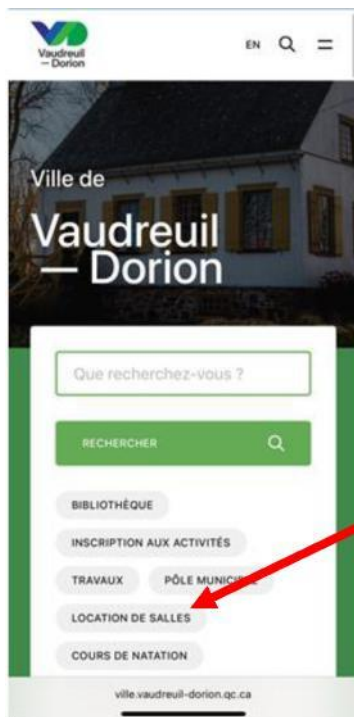 Vaudreuil
— Dorion
EN
Ville de
Vaudreuil
— Dorion
Que recherchez-vous ?
RECHERCHER
BIBLIOTHÈQUE
INSCRIPTION AUX ACTIVITÉS
TRAVAUX PÔLE
LOCATION DE SALLES
COURS DE NATATION
ville.vaudreuil-dorion.qc.ca